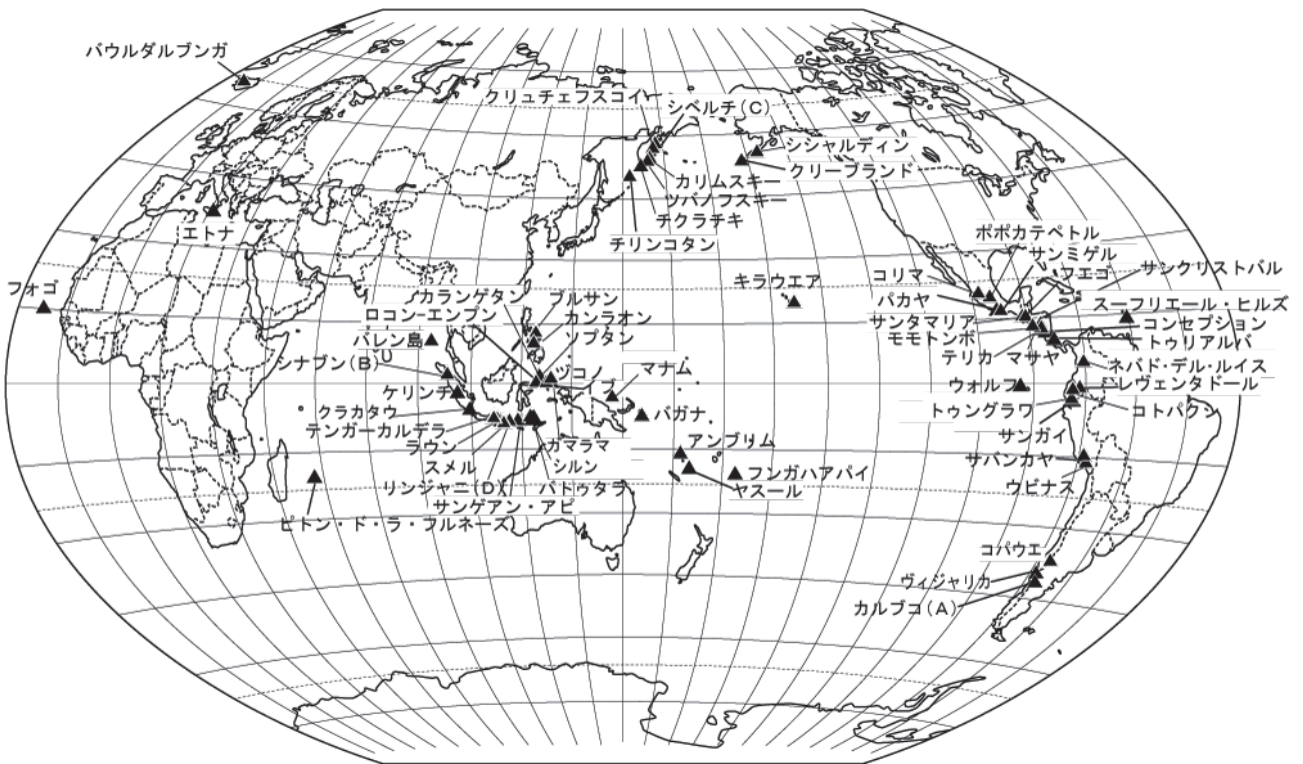 バウルダルブンガ
クリュチェフスコイ
シベルチ(C)
シシャルディン
クリーブランド
カリムスキー
ツバノフスキー
チクラチキ
チリンコタン
エトナ
フォゴ
キラウエア
ポポカテペトル
サンミゲル
フエゴ
サンクリストバル
コリマ
パカヤ
スーフリエール・ヒルズ
サンタマリア
コンセプション
モモトンボ
トゥリアルバ
テリカ
マサヤ
ネバド・デル・ルイス
ウォルフ
レヴェンタドール
トゥングラワ
コトパクシ
サンガイ
サバンカヤ
ウビナス
カランゲタン
ブルサン
ロコン-エンプン
カンラオン
バレン島
ソプタン
シナブン(B)
ヅコノ
マナム
イブ
ケリンチ
クラカタウ
バガナ
テンガーカルデラ
ラウン
ガマラマ
アンブリム
スメル
シルン
フンガハアパイ
リンジャニ(D)
バトゥタラ
ヤスール
サンゲアン・アピ
ピトン・ド・ラ・フルネーズ
コパウエ
ヴィジャリカ
カルブコ(A)